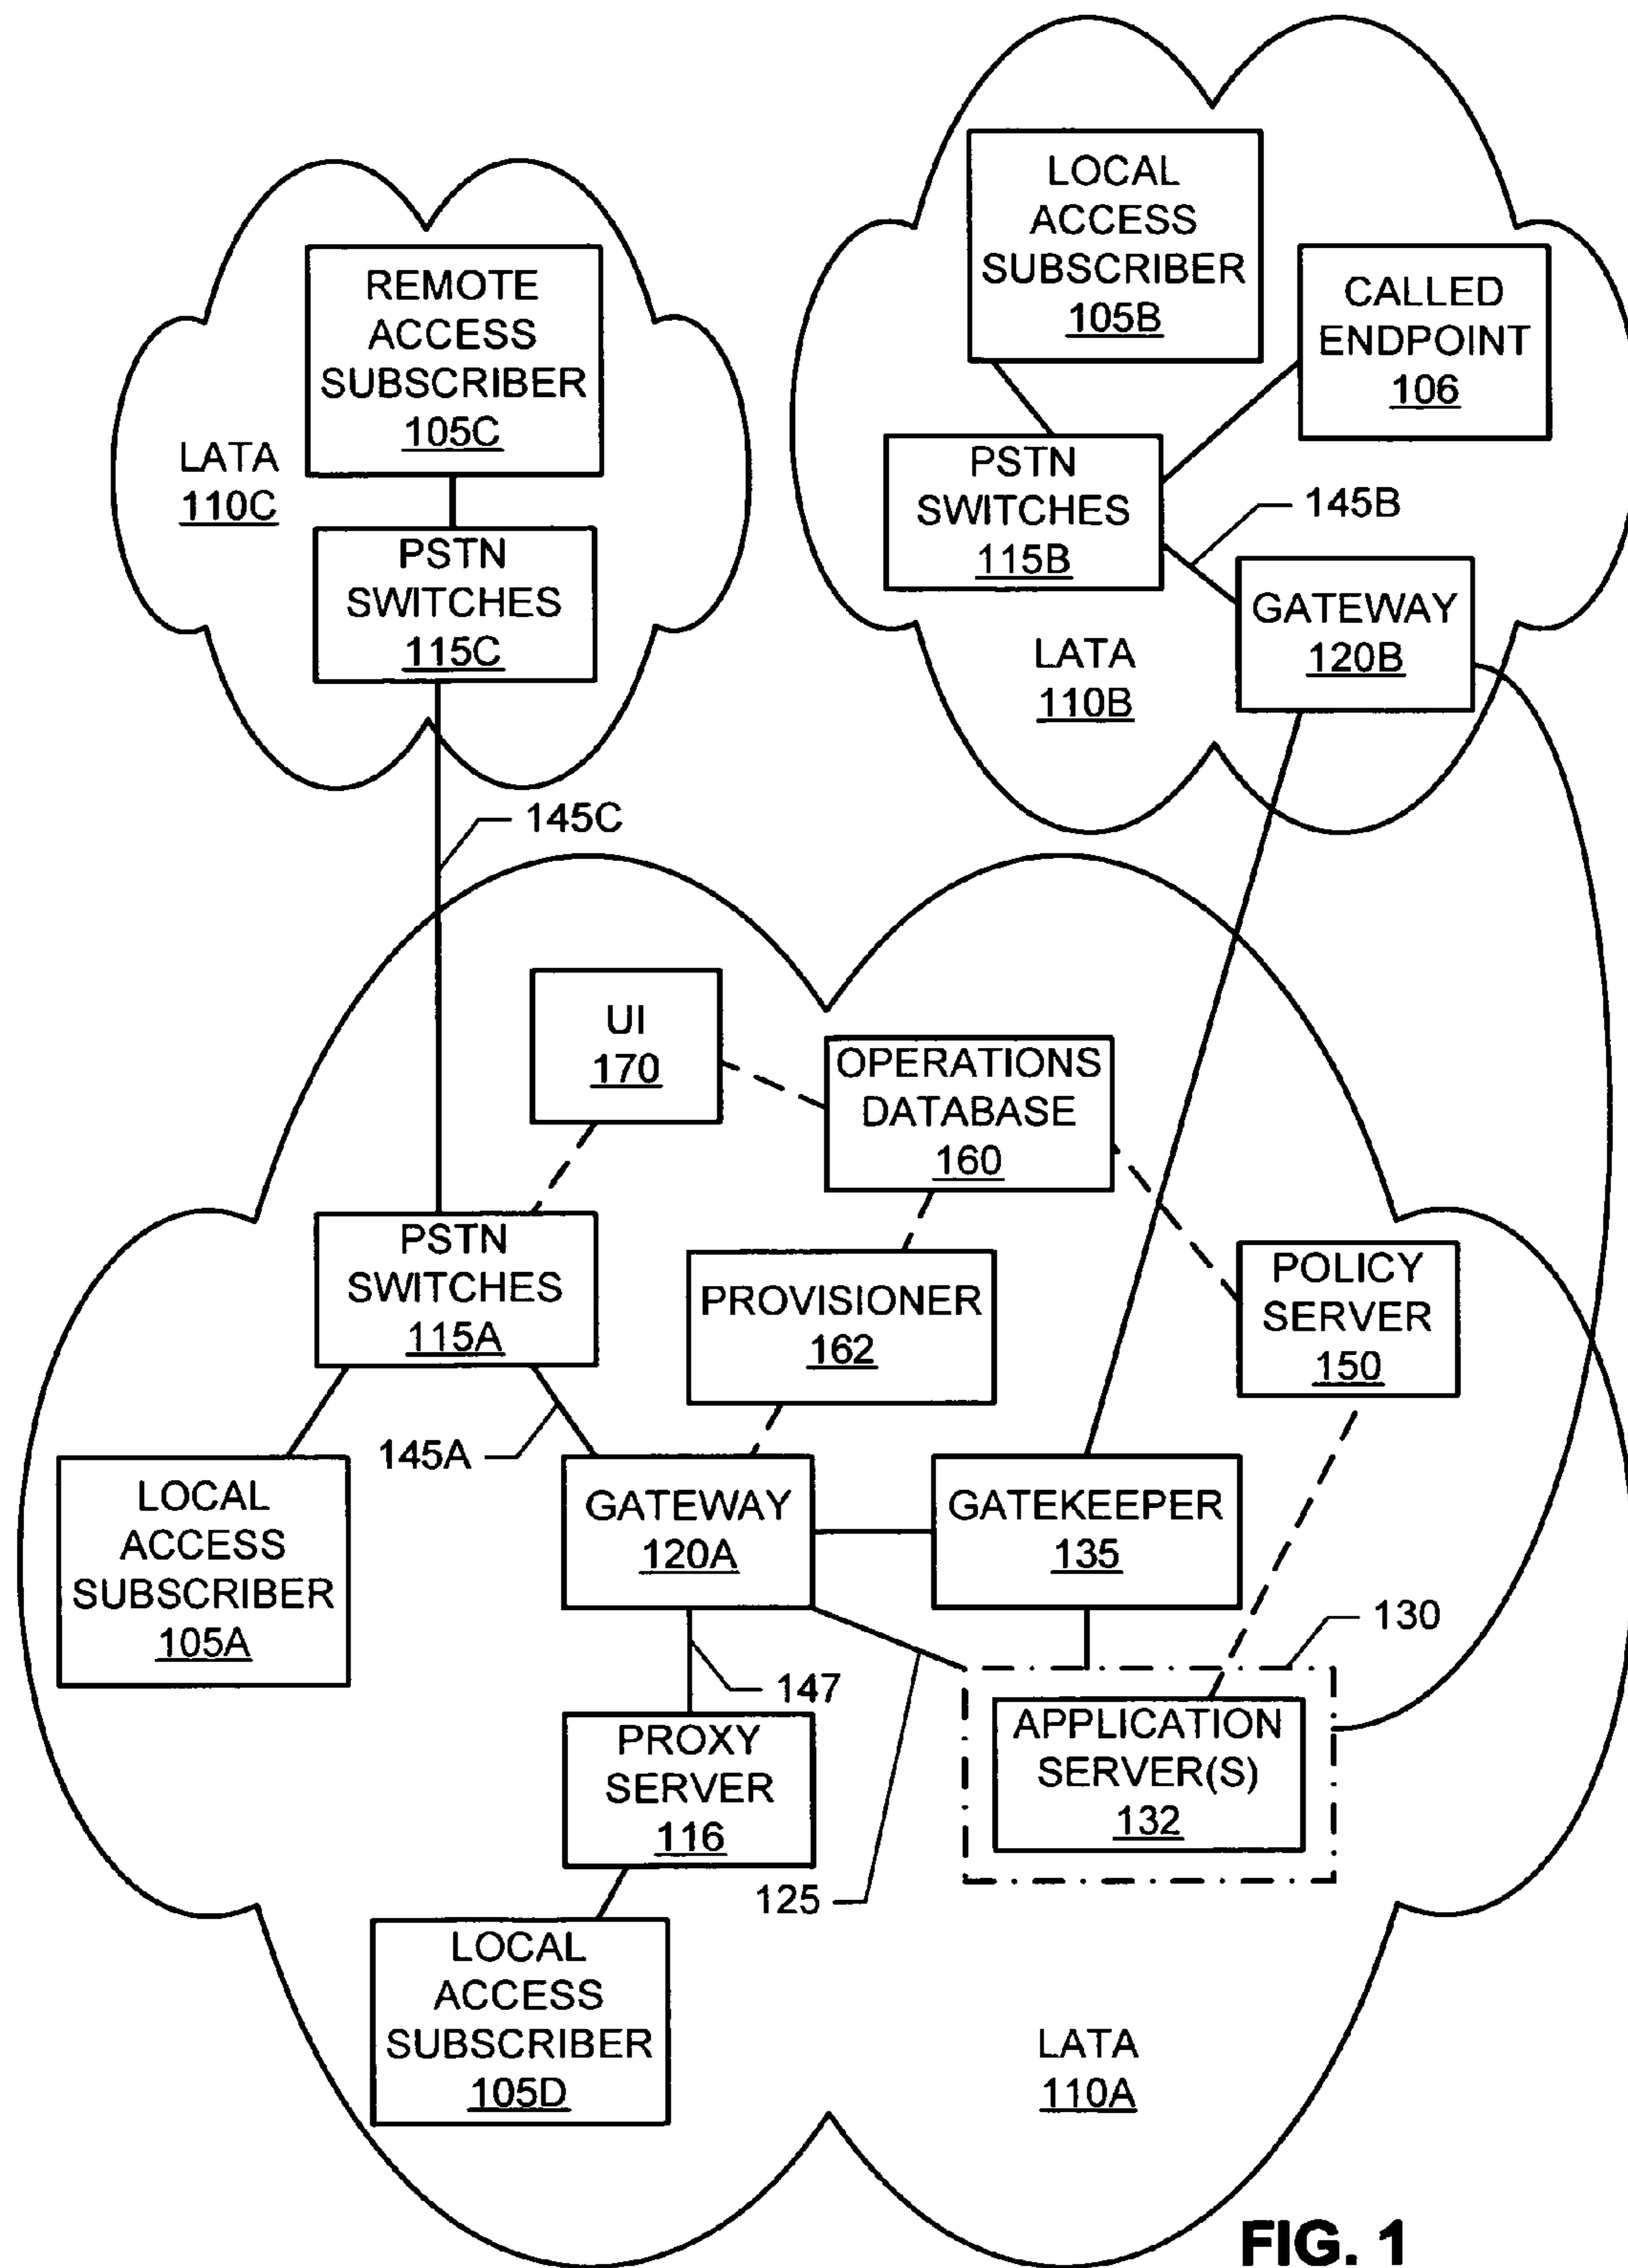 LOCAL
ACCESS
SUBSCRIBER
105B
CALLED
ENDPOINT
106
REMOTE
ACCESS
SUBSCRIBER
105C
LATA
110C
PSTN
SWITCHES
115B
145B
PSTN
SWITCHES
115C
GATEWAY
120B
LATA
110B
145C
UI
170
OPERATIONS
DATABASE
160
PSTN
SWITCHES
115A
PROVISIONER
162
POLICY
SERVER
150
145A
LOCAL
ACCESS
SUBSCRIBER
105A
GATEWAY
120A
GATEKEEPER
135
130
147
PROXY
SERVER
116
APPLICATION
SERVER(S)
132
125
LOCAL
ACCESS
SUBSCRIBER
105D
LATA
110A
FIG. 1